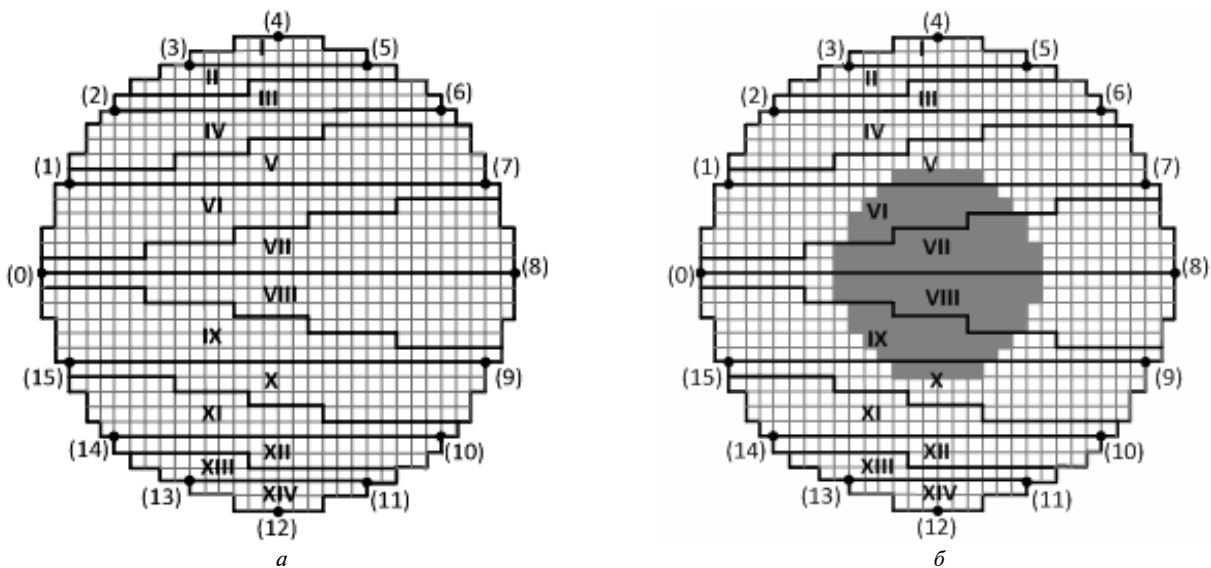 (4) (4)
(3) (5) (3) (5)
I I
II II
(2) III (6) (2) III (6)
IV IV
(1) V (7) (1) V (7)
VI VI
VII VII
(0) (8) (0) (8)
VIII VIII
IX IX
(15) X (9) (15) X (9)
XI XI
(14) XII (10) (14) XII (10)
XIII XIII
(13) XIV (11) (13) XIV (11)
(12) (12)
а б